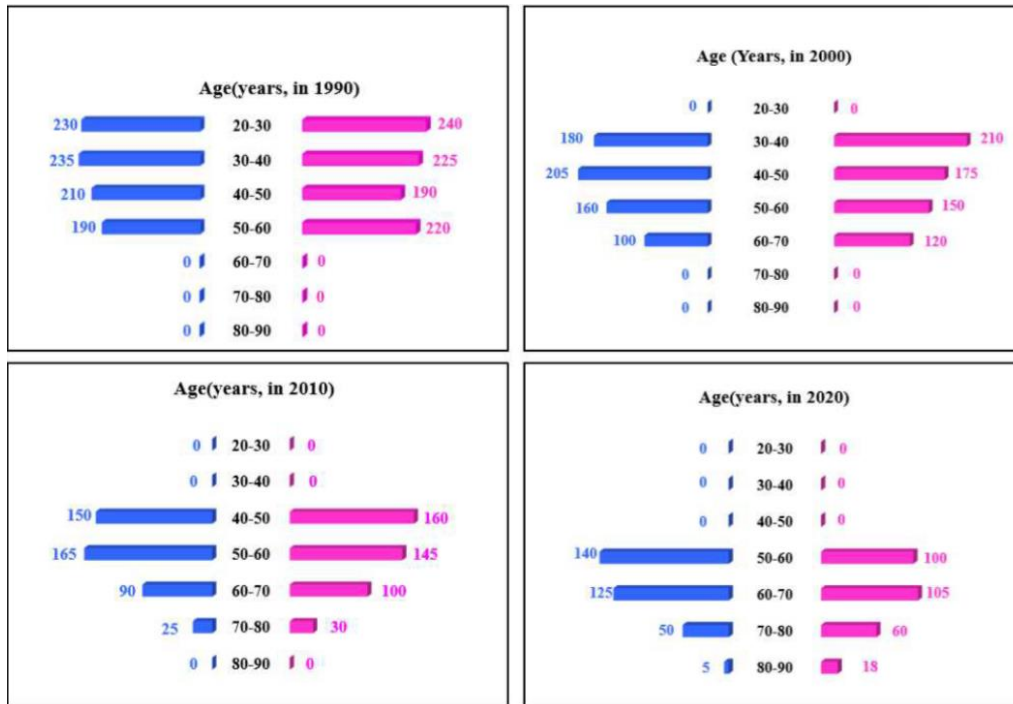 Age(years, in 1990)
230 20-30 240
235 30-40 225
210 40-50 190
190 50-60 220
0 60-70 0
0 70-80 0
0 80-90 0
Age (Years, in 2000)
0 20-30 0
180 30-40 210
205 40-50 175
160 50-60 150
100 60-70 120
0 70-80 0
0 80-90 0
Age(years, in 2010)
0 20-30 0
0 30-40 0
150 40-50 160
165 50-60 145
90 60-70 100
25 70-80 30
0 80-90 0
Age(years, in 2020)
0 20-30 0
0 30-40 0
0 40-50 0
140 50-60 100
125 60-70 105
50 70-80 60
5 80-90 18